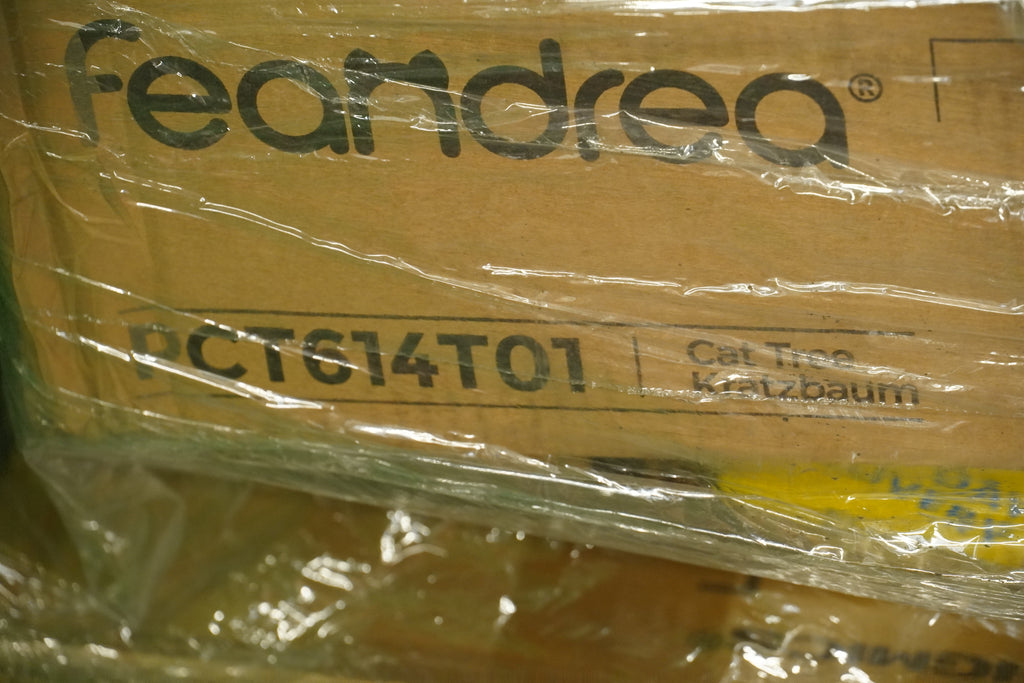 feandrea®
PCT614T01
Cat Tree
Kratzbaum